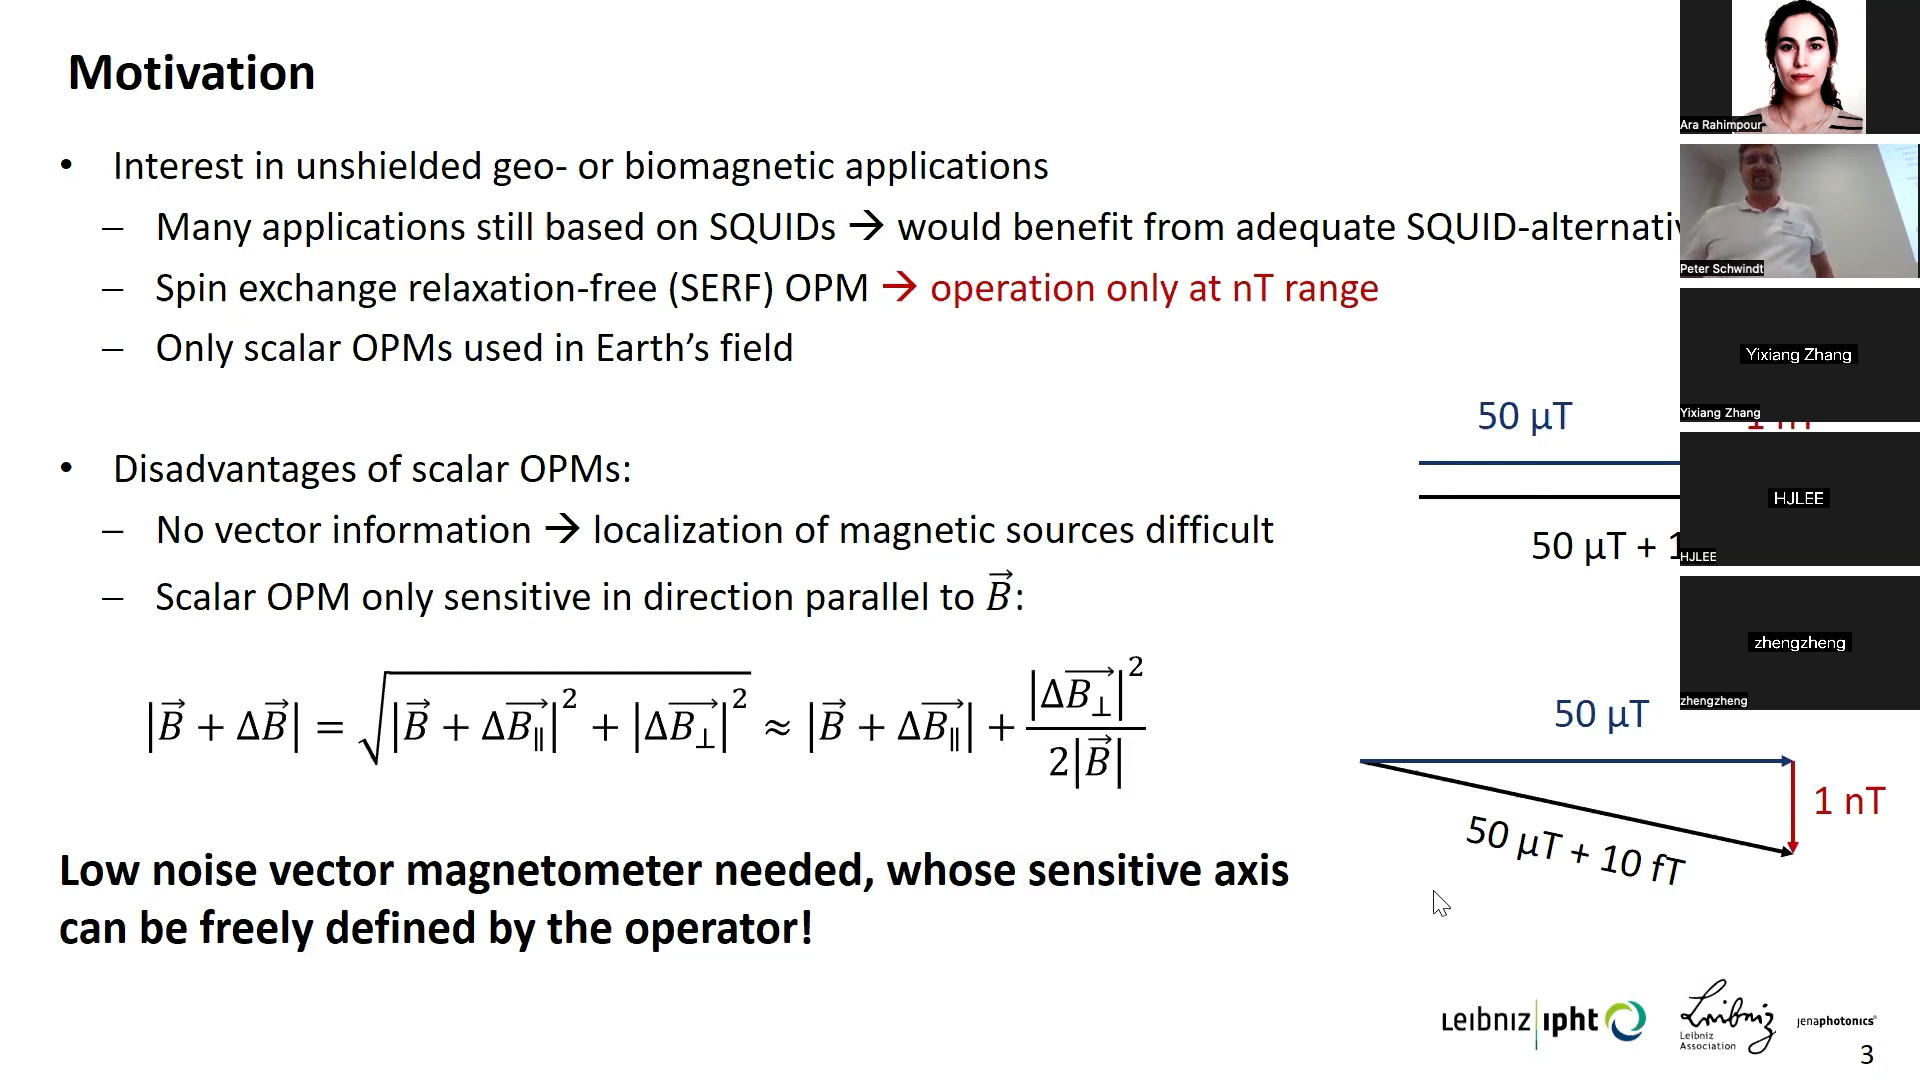 Motivation
• Interest in unshielded geo- or biomagnetic applications
– Many applications still based on SQUIDs → would benefit from adequate SQUID-alternativ
– Spin exchange relaxation-free (SERF) OPM → operation only at nT range
– Only scalar OPMs used in Earth's field
• Disadvantages of scalar OPMs:
– No vector information → localization of magnetic sources difficult
– Scalar OPM only sensitive in direction parallel to B⃗:
|B⃗ + ΔB⃗| = √(|B⃗ + ΔB∥⃗|² + |ΔB⊥⃗|²) ≈ |B⃗ + ΔB∥⃗| + |ΔB⊥⃗|² / 2|B⃗|
Low noise vector magnetometer needed, whose sensitive axis
can be freely defined by the operator!
50 µT
50 µT + 1
50 µT
1 nT
50 µT + 10 fT
Ara Rahimpour
Peter Schwindt
Yixiang Zhang
Yixiang Zhang
HJLEE
HJLEE
zhengzheng
zhengzheng
Leibniz ipht
Leibniz
Leibniz
Association
jenaphotonics
3